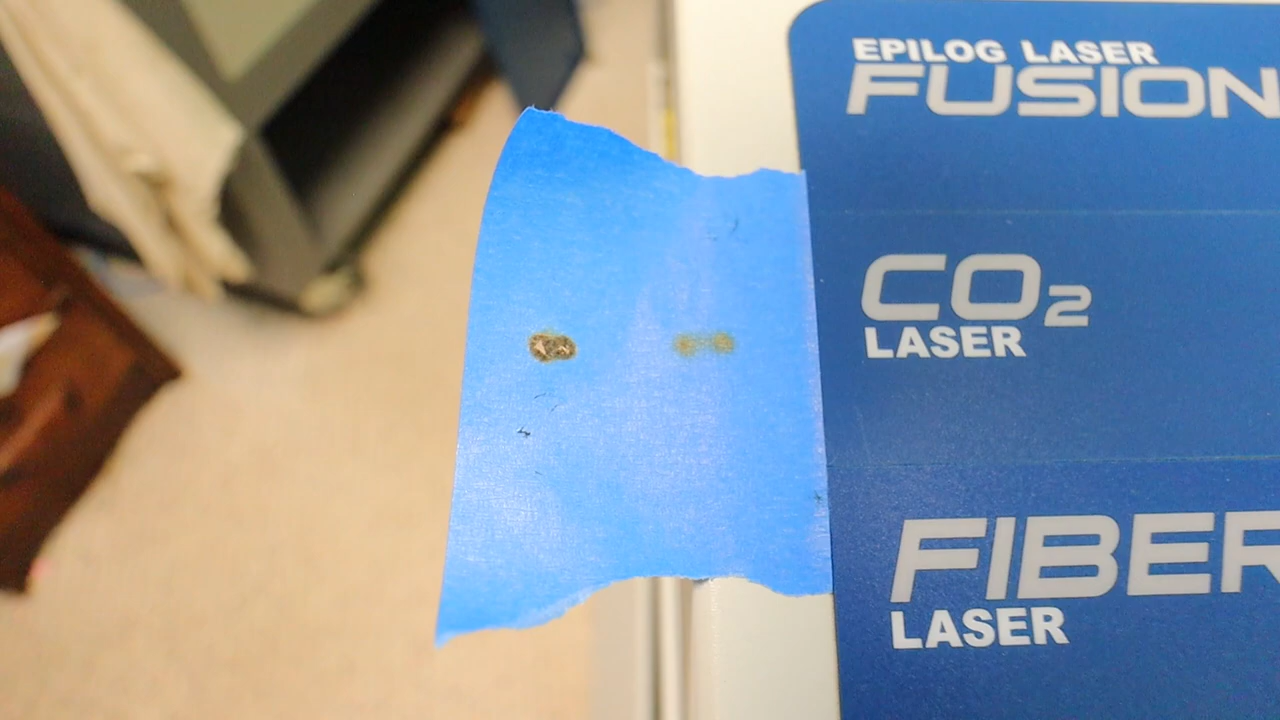 EPILOG LASER
FUSION
CO₂
LASER
FIBER
LASER